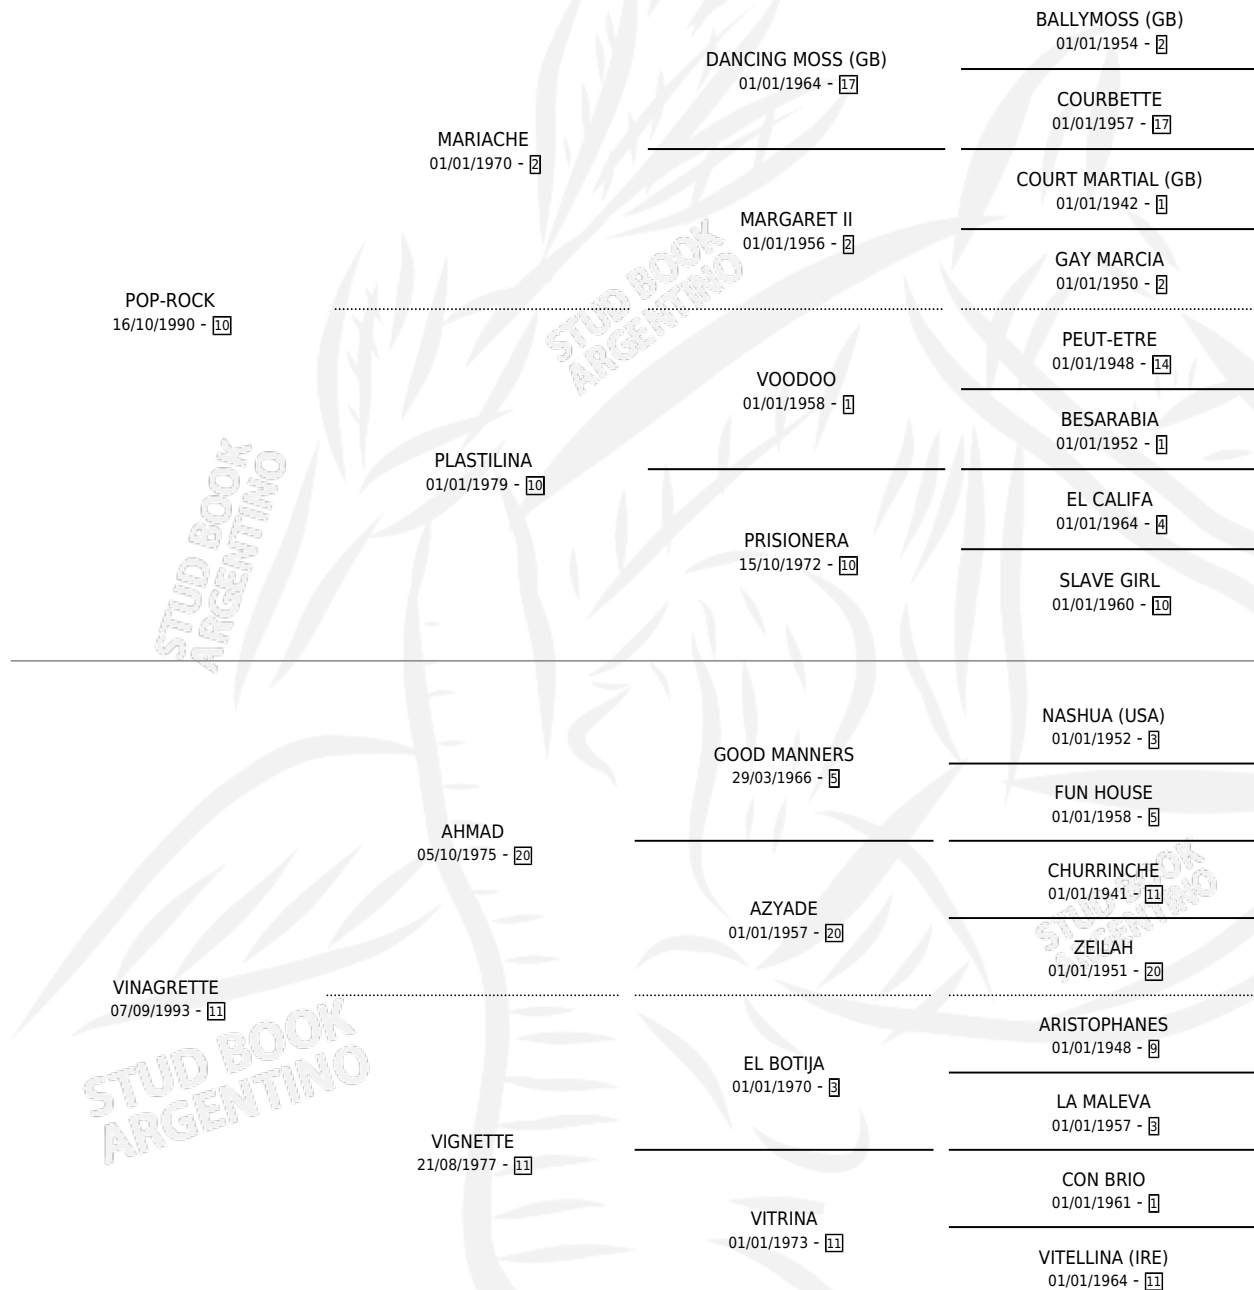 BALLYMOSS (GB)
01/01/1954 - 2
DANCING MOSS (GB)
01/01/1964 - 17
COURBETTE
01/01/1957 - 17
MARIACHE
01/01/1970 - 2
COURT MARTIAL (GB)
01/01/1942 - 1
MARGARET II
01/01/1956 - 2
GAY MARCIA
01/01/1950 - 2
POP-ROCK
16/10/1990 - 10
PEUT-ETRE
01/01/1948 - 14
VOODOO
01/01/1958 - 1
BESARABIA
01/01/1952 - 1
PLASTILINA
01/01/1979 - 10
EL CALIFA
01/01/1964 - 4
PRISIONERA
15/10/1972 - 10
SLAVE GIRL
01/01/1960 - 10
NASHUA (USA)
01/01/1952 - 3
GOOD MANNERS
29/03/1966 - 5
FUN HOUSE
01/01/1958 - 5
AHMAD
05/10/1975 - 20
CHURRINCHE
01/01/1941 - 11
AZYADE
01/01/1957 - 20
ZEILAH
01/01/1951 - 20
VINAGRETTE
07/09/1993 - 11
ARISTOPHANES
01/01/1948 - 9
EL BOTIJA
01/01/1970 - 3
LA MALEVA
01/01/1957 - 3
VIGNETTE
21/08/1977 - 11
CON BRIO
01/01/1961 - 1
VITRINA
01/01/1973 - 11
VITELLINA (IRE)
01/01/1964 - 11
STUD BOOK
ARGENTINO
STUD BOOK
ARGENTINO
STUD BOOK
ARGENTINO
STUD BOOK
ARGENTINO